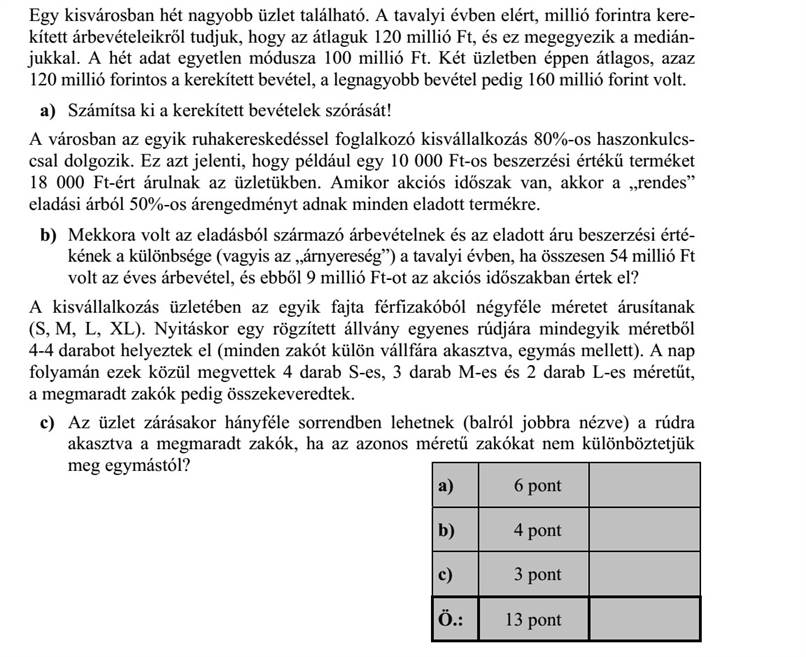 Egy kisvárosban hét nagyobb üzlet található. A tavalyi évben elért, millió forintra kere-
kített árbevételeikről tudjuk, hogy az átlaguk 120 millió Ft, és ez megegyezik a medián-
jukkal. A hét adat egyetlen módusza 100 millió Ft. Két üzletben éppen átlagos, azaz
120 millió forintos a kerekített bevétel, a legnagyobb bevétel pedig 160 millió forint volt.
a) Számítsa ki a kerekített bevételek szórását!
A városban az egyik ruhakereskedéssel foglalkozó kisvállalkozás 80%-os haszonkulcs-
csal dolgozik. Ez azt jelenti, hogy például egy 10 000 Ft-os beszerzési értékű terméket
18 000 Ft-ért árulnak az üzletükben. Amikor akciós időszak van, akkor a „rendes”
eladási árból 50%-os árengedményt adnak minden eladott termékre.
b) Mekkora volt az eladásból származó árbevételnek és az eladott áru beszerzési érté-
kének a különbsége (vagyis az „árnyereség”) a tavalyi évben, ha összesen 54 millió Ft
volt az éves árbevétel, és ebből 9 millió Ft-ot az akciós időszakban értek el?
A kisvállalkozás üzletében az egyik fajta férfizakóból négyféle méretet árusítanak
(S, M, L, XL). Nyitáskor egy rögzített állvány egyenes rúdjára mindegyik méretből
4-4 darabot helyeztek el (minden zakót külön vállfára akasztva, egymás mellett). A nap
folyamán ezek közül megvettek 4 darab S-es, 3 darab M-es és 2 darab L-es méretűt,
a megmaradt zakók pedig összekeveredtek.
c) Az üzlet zárásakor hányféle sorrendben lehetnek (balról jobbra nézve) a rúdra
akasztva a megmaradt zakók, ha az azonos méretű zakókat nem különböztetjük
meg egymástól?
a) 6 pont
b) 4 pont
c) 3 pont
Ö.: 13 pont